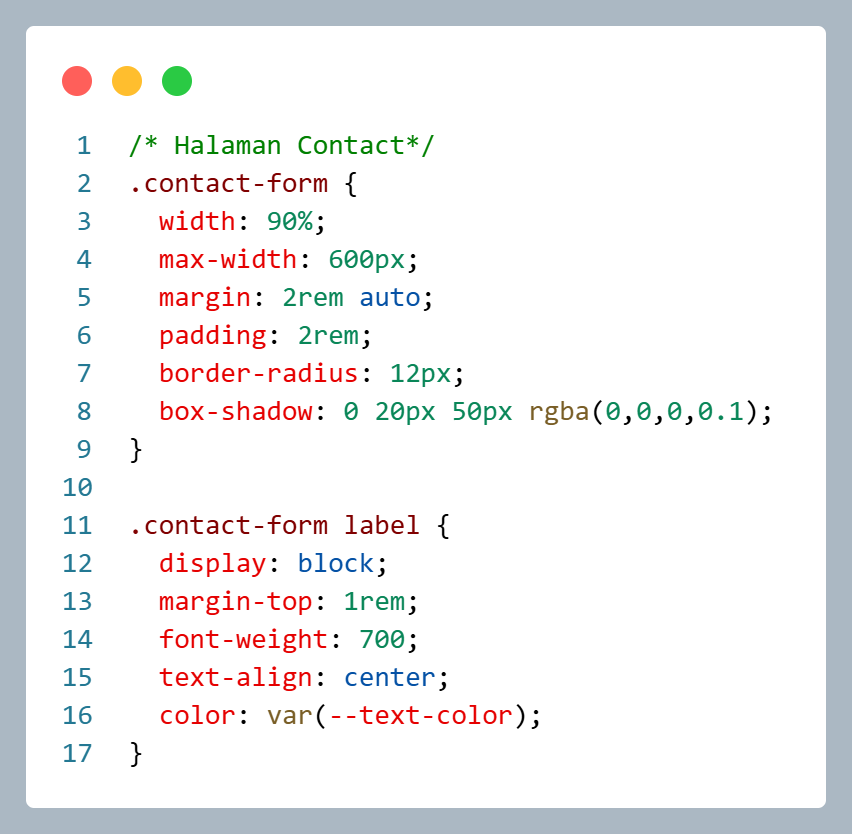 1 /* Halaman Contact*/
2 .contact-form {
3   width: 90%;
4   max-width: 600px;
5   margin: 2rem auto;
6   padding: 2rem;
7   border-radius: 12px;
8   box-shadow: 0 20px 50px rgba(0,0,0,0.1);
9 }
10
11 .contact-form label {
12   display: block;
13   margin-top: 1rem;
14   font-weight: 700;
15   text-align: center;
16   color: var(--text-color);
17 }